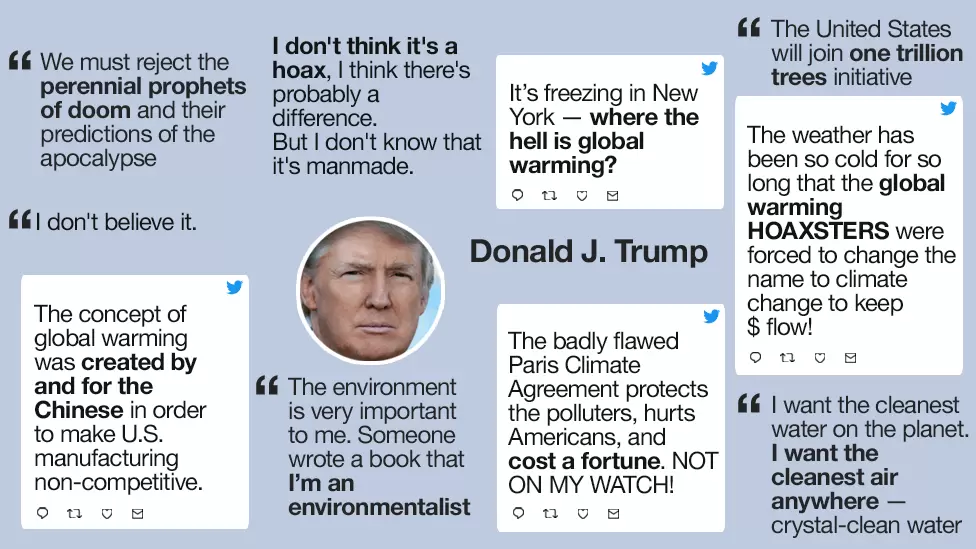 “ We must reject the
perennial prophets
of doom and their
predictions of the
apocalypse
I don't think it's a
hoax, I think there's
probably a
difference.
But I don't know that
it's manmade.
It’s freezing in New
York — where the
hell is global
warming?
“ The United States
will join one trillion
trees initiative
The weather has
been so cold for so
long that the global
warming
HOAXSTERS were
forced to change the
name to climate
change to keep
$ flow!
“ I don't believe it.
Donald J. Trump
The concept of
global warming
was created by
and for the
Chinese in order
to make U.S.
manufacturing
non-competitive.
“ The environment
is very important
to me. Someone
wrote a book that
I’m an
environmentalist
The badly flawed
Paris Climate
Agreement protects
the polluters, hurts
Americans, and
cost a fortune. NOT
ON MY WATCH!
“ I want the cleanest
water on the planet.
I want the
cleanest air
anywhere —
crystal-clean water